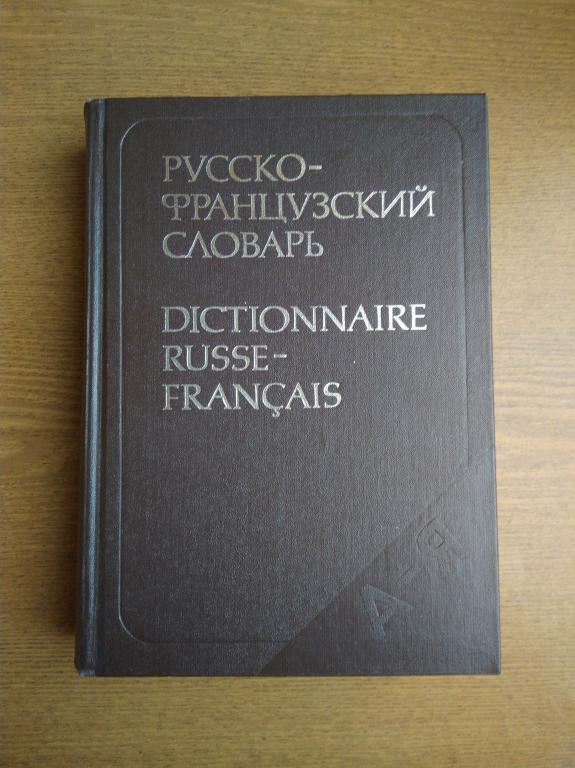 РУССКО-
ФРАНЦУЗСКИЙ
СЛОВАРЬ
DICTIONNAIRE
RUSSE-
FRANÇAIS
А-Я